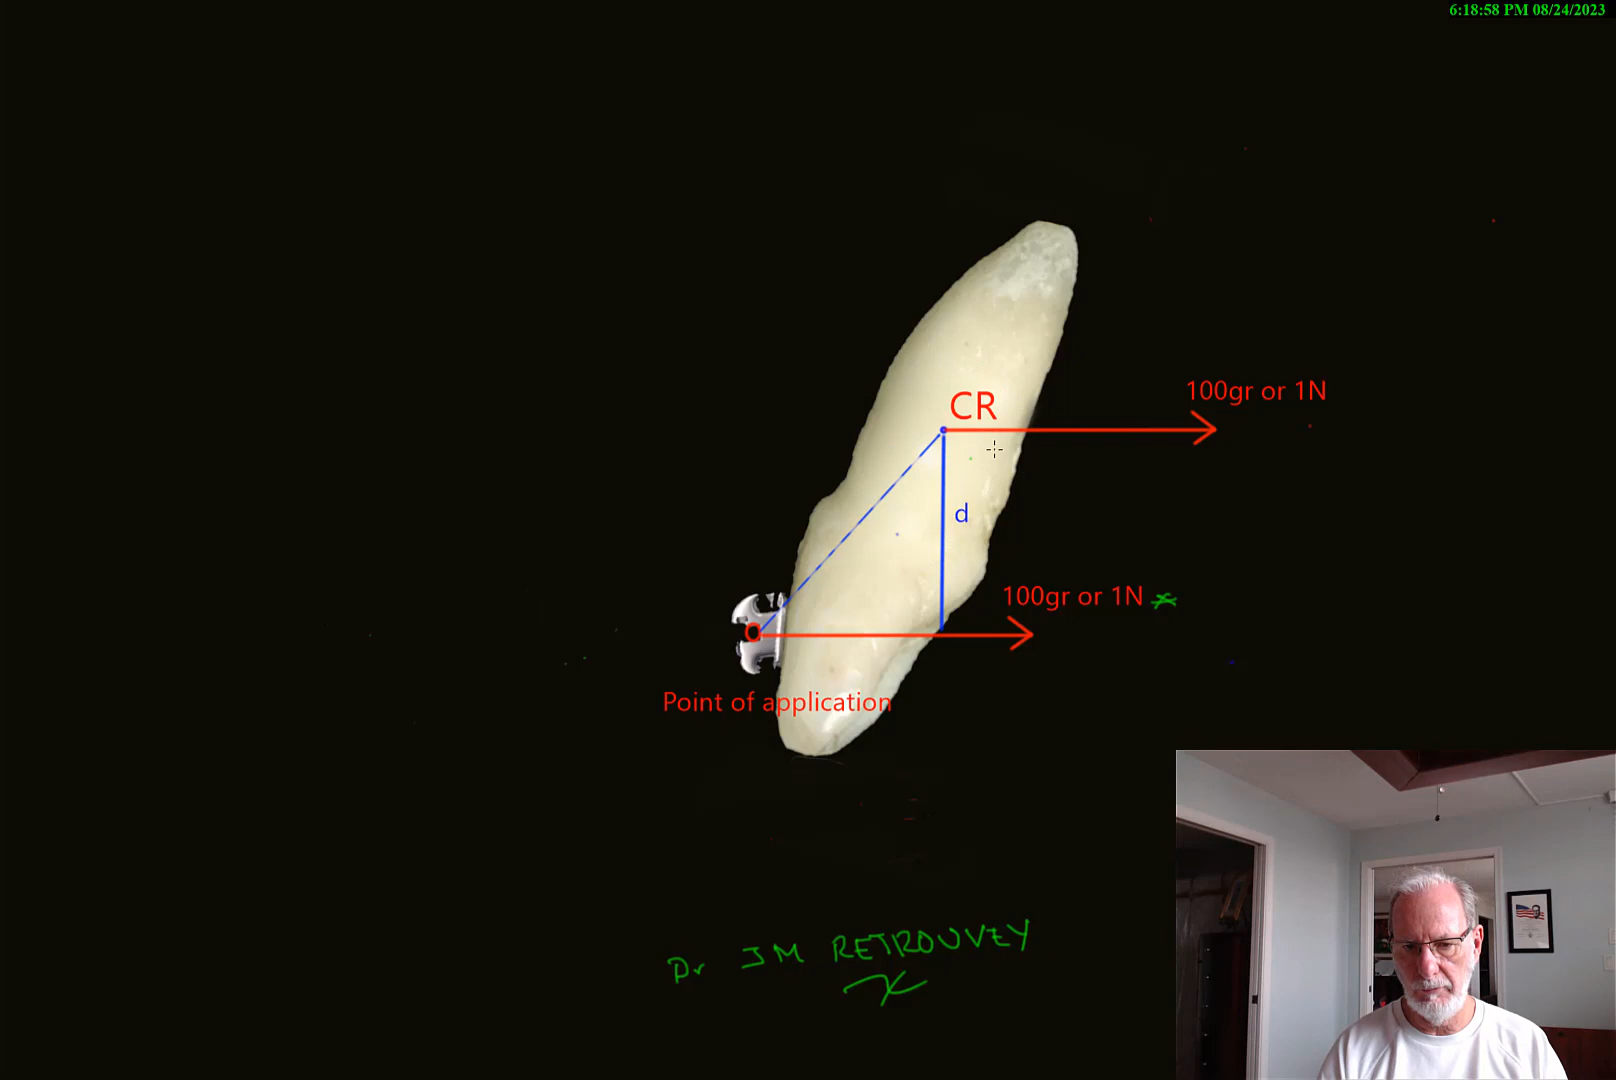 6:18:58 PM 08/24/2023
100gr or 1N
CR
d
100gr or 1N
Point of application
Dr JM RETROUVEY